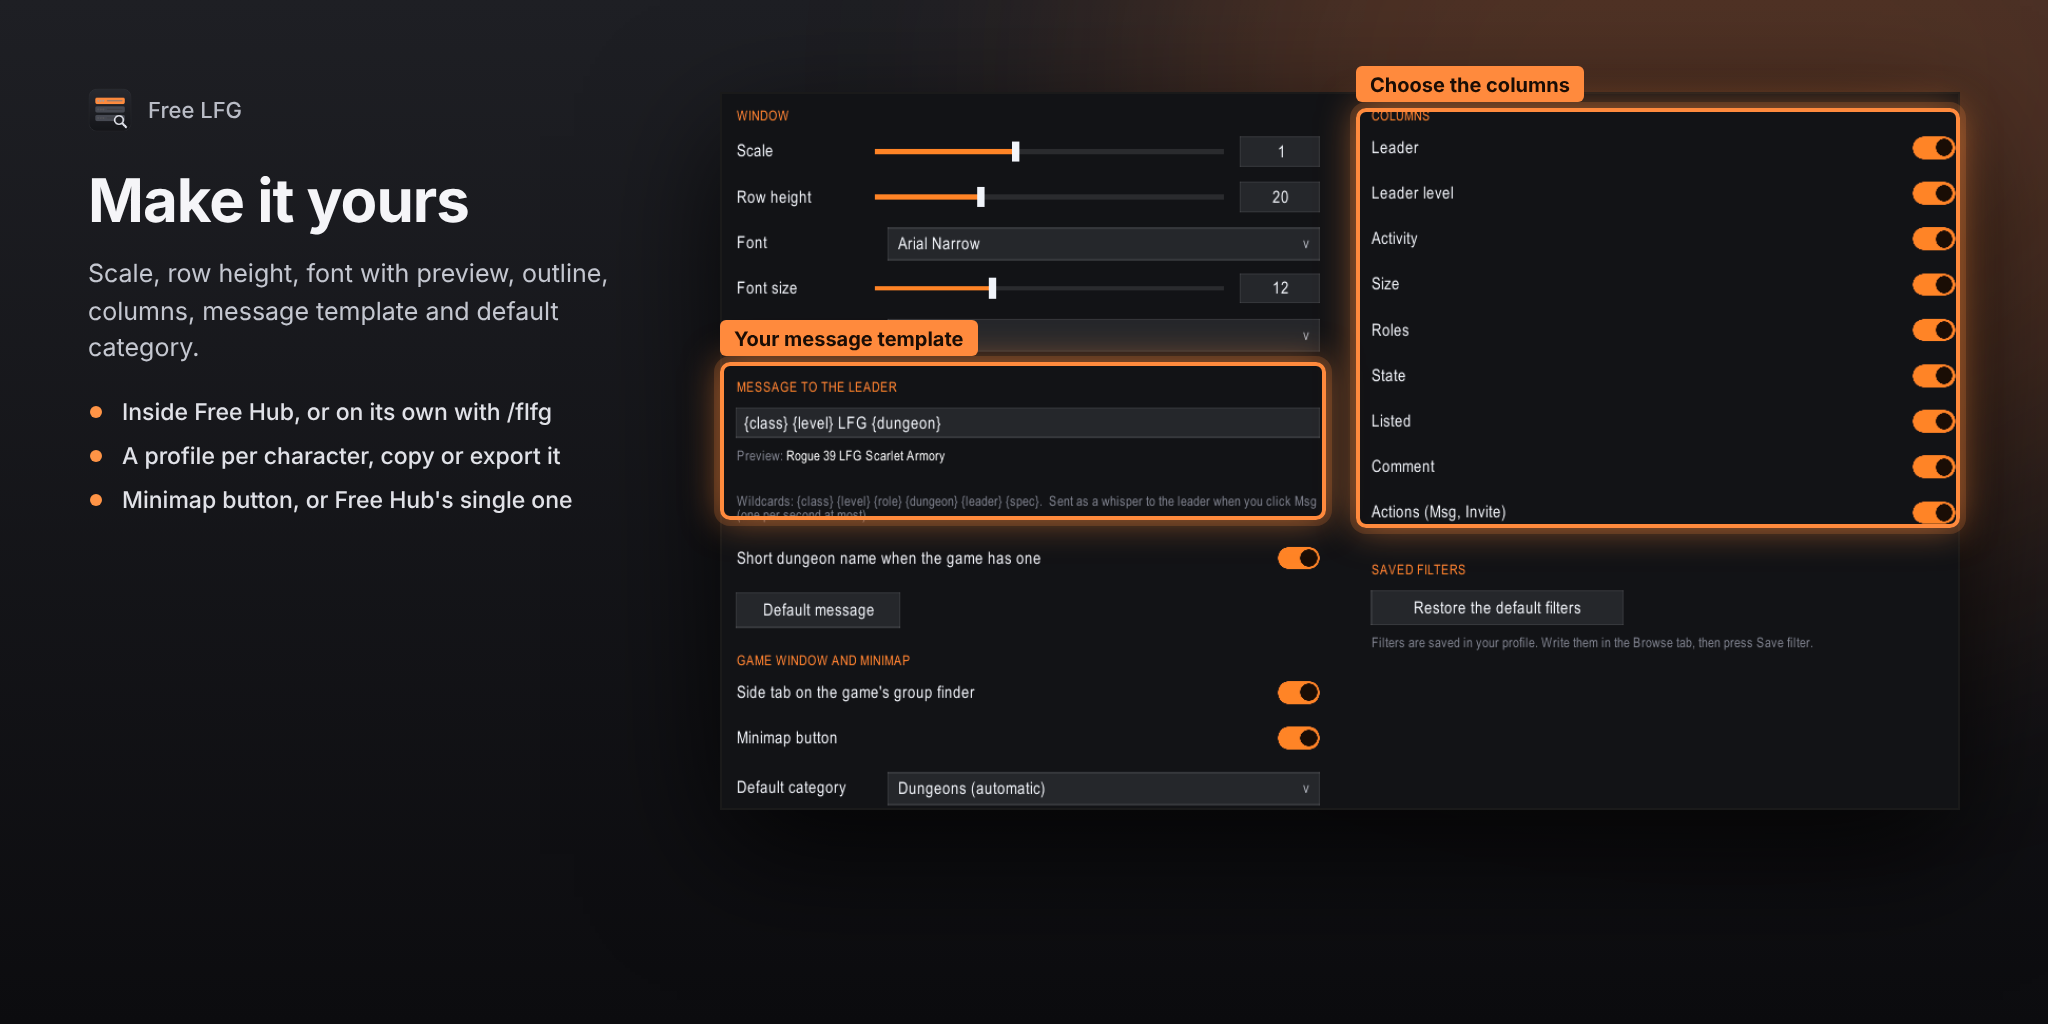 Free LFG
Make it yours
Scale, row height, font with preview, outline,
columns, message template and default
category.
Inside Free Hub, or on its own with /flfg
A profile per character, copy or export it
Minimap button, or Free Hub's single one
WINDOW
Scale
1
Row height
20
Font
Arial Narrow
Font size
12
Your message template
MESSAGE TO THE LEADER
{class} {level} LFG {dungeon}
Preview: Rogue 39 LFG Scarlet Armory
Wildcards: {class} {level} {role} {dungeon} {leader} {spec}. Sent as a whisper to the leader when you click Msg
(one per second at most)
Short dungeon name when the game has one
Default message
GAME WINDOW AND MINIMAP
Side tab on the game's group finder
Minimap button
Default category
Dungeons (automatic)
Choose the columns
COLUMNS
Leader
Leader level
Activity
Size
Roles
State
Listed
Comment
Actions (Msg, Invite)
SAVED FILTERS
Restore the default filters
Filters are saved in your profile. Write them in the Browse tab, then press Save filter.